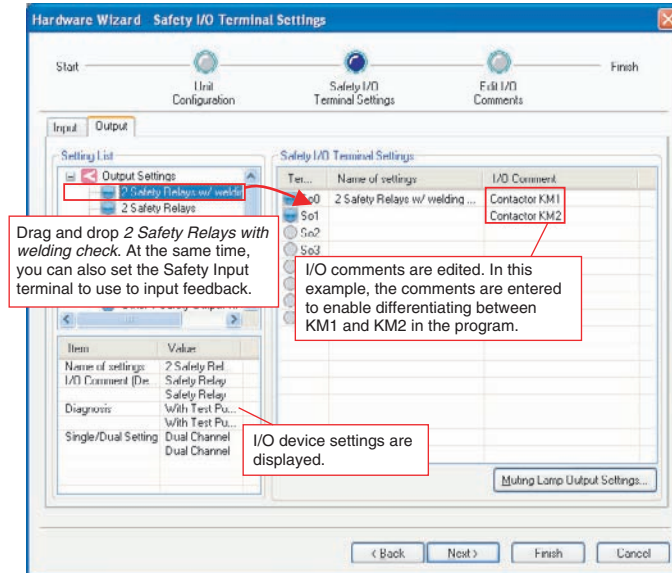 Hardware Wizard Safety I/O Terminal Settings
Start
Unit Configuration
Safety I/O Terminal Settings
Edit I/O Comments
Finish
Input
Output
Setting List
Output Settings
2 Safety Relays w/ weldin
2 Safety Relays
Drag and drop 2 Safety Relays with
welding check. At the same time,
you can also set the Safety Input
terminal to use to input feedback.
Item Value
Name of settings 2 Safety Rel...
I/O Comment (De... Safety Relay
Safety Relay
Diagnosis With Test Pu...
With Test Pu...
Single/Dual Setting Dual Channel
Dual Channel
I/O device settings are
displayed.
Safety I/O Terminal Settings
Ter... Name of settings I/O Comment
So0 2 Safety Relays w/ welding ... Contactor KM1
So1 Contactor KM2
So2
So3
I/O comments are edited. In this
example, the comments are entered
to enable differentiating between
KM1 and KM2 in the program.
Muting Lamp Output Settings...
< Back
Next >
Finish
Cancel